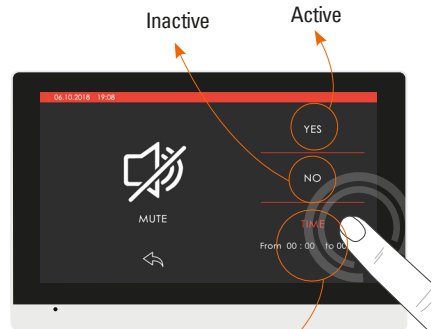 Inactive
Active
06.10.2018 19:08
YES
NO
MUTE
TIME
From 00 : 00 to 00